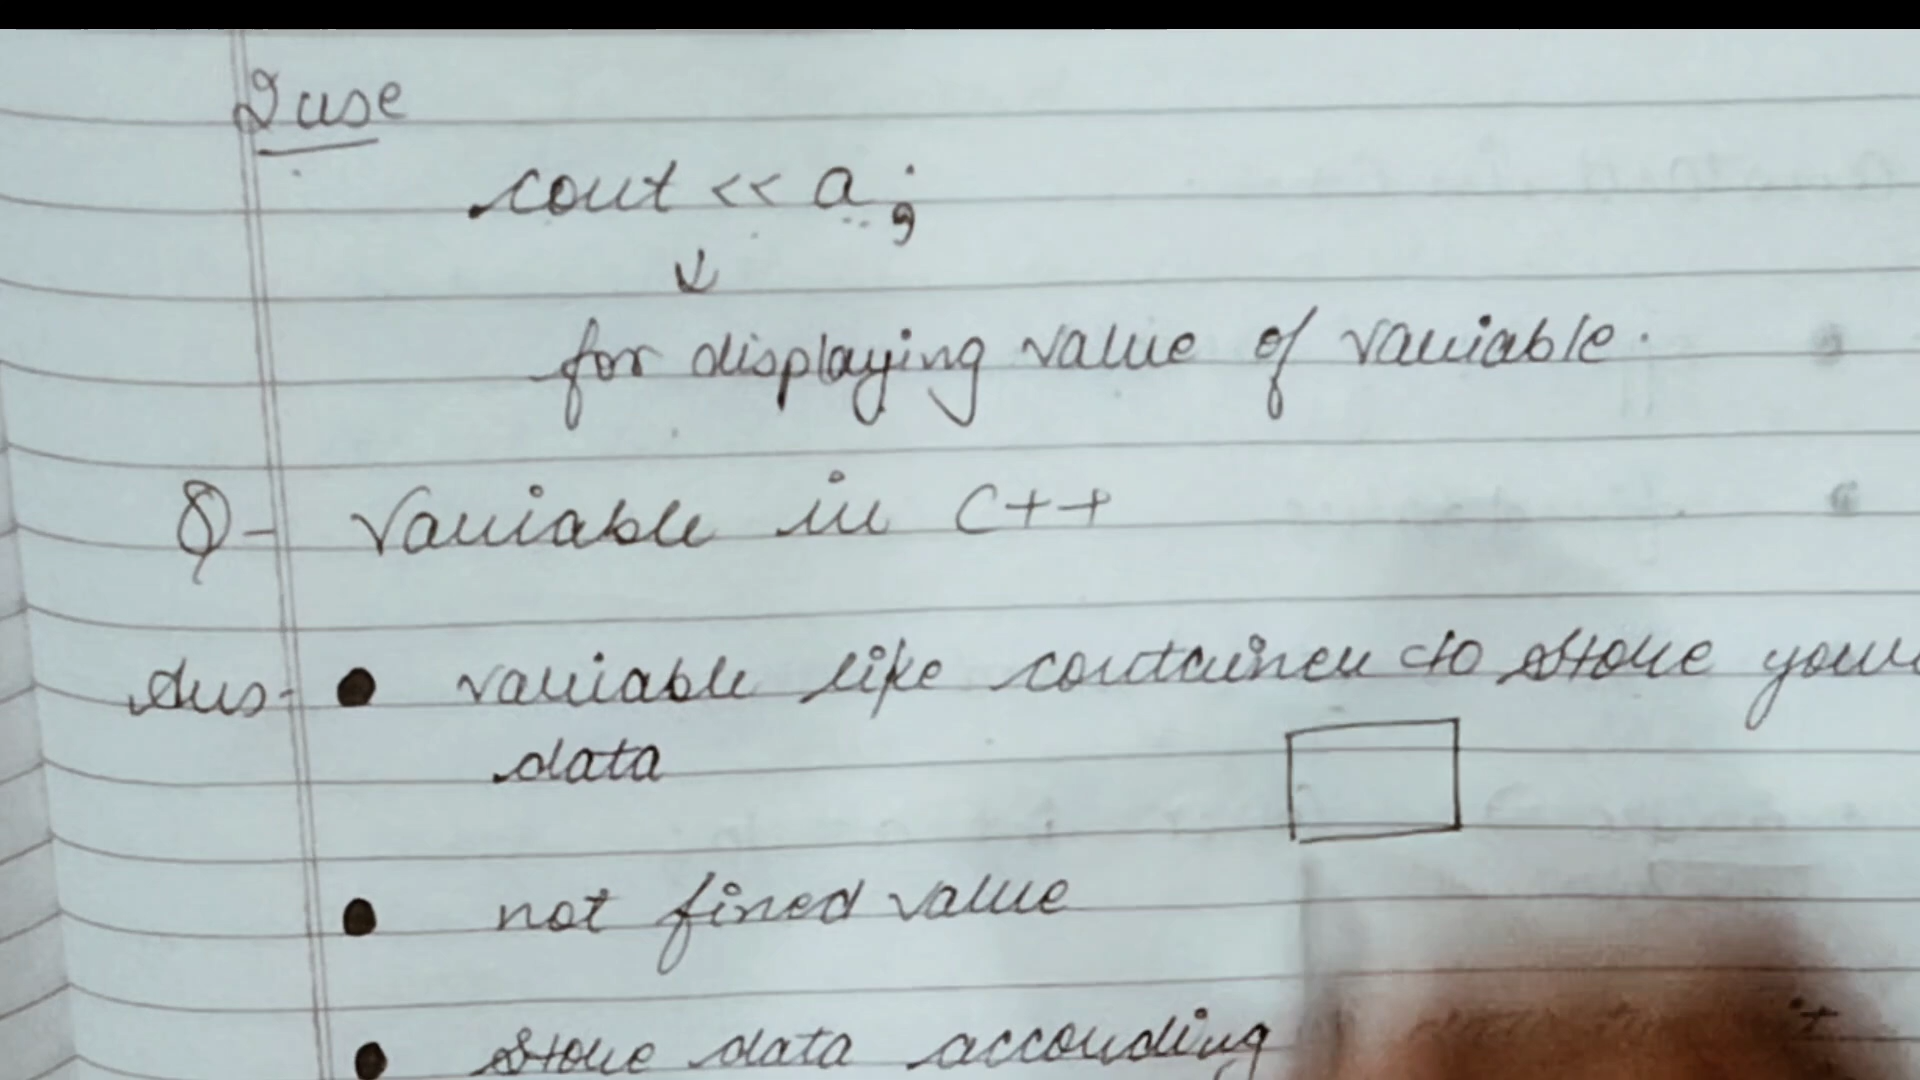 2 use
cout << a ;
for displaying value of variable.
Q- Variable in C++
Ans- ● variable like container to store your
data
● not fixed value
● store data according